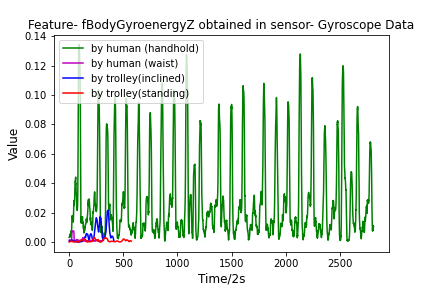 Feature- fBodyGyroenergyZ obtained in sensor- Gyroscope Data
by human (handhold)
by human (waist)
by trolley(inclined)
by trolley(standing)
0.14
0.12
0.10
0.08
0.06
0.04
0.02
0.00
Value
0
500
1000
1500
2000
2500
Time/2s